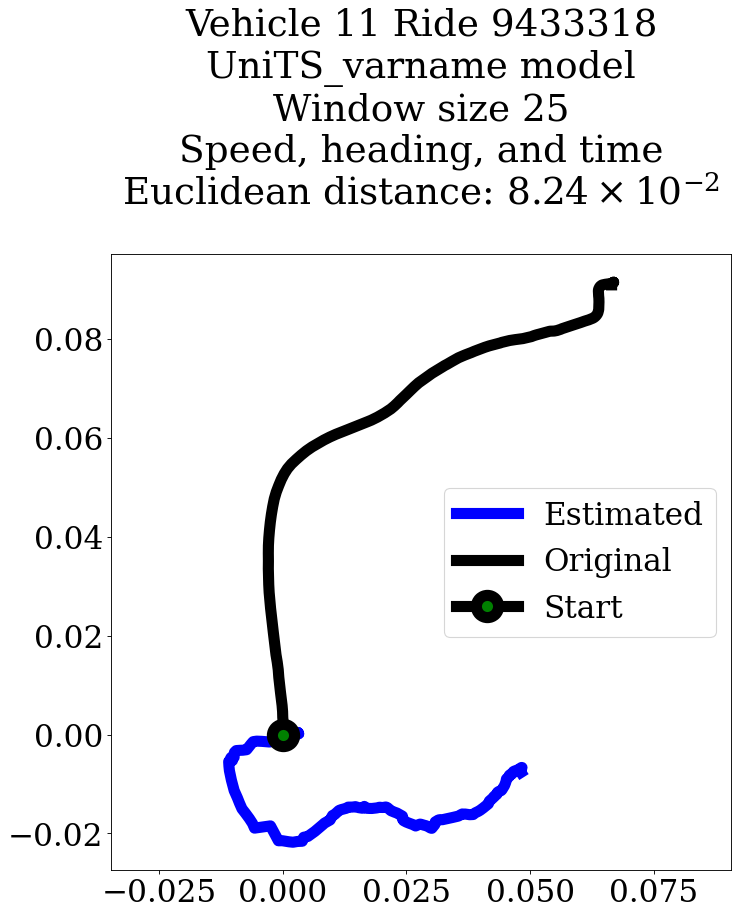 Vehicle 11 Ride 9433318
UniTS_varname model
Window size 25
Speed, heading, and time
Euclidean distance: 8.24 × 10⁻²
0.08
0.06
0.04
0.02
0.00
−0.02
Estimated
Original
Start
−0.025 0.000 0.025 0.050 0.075